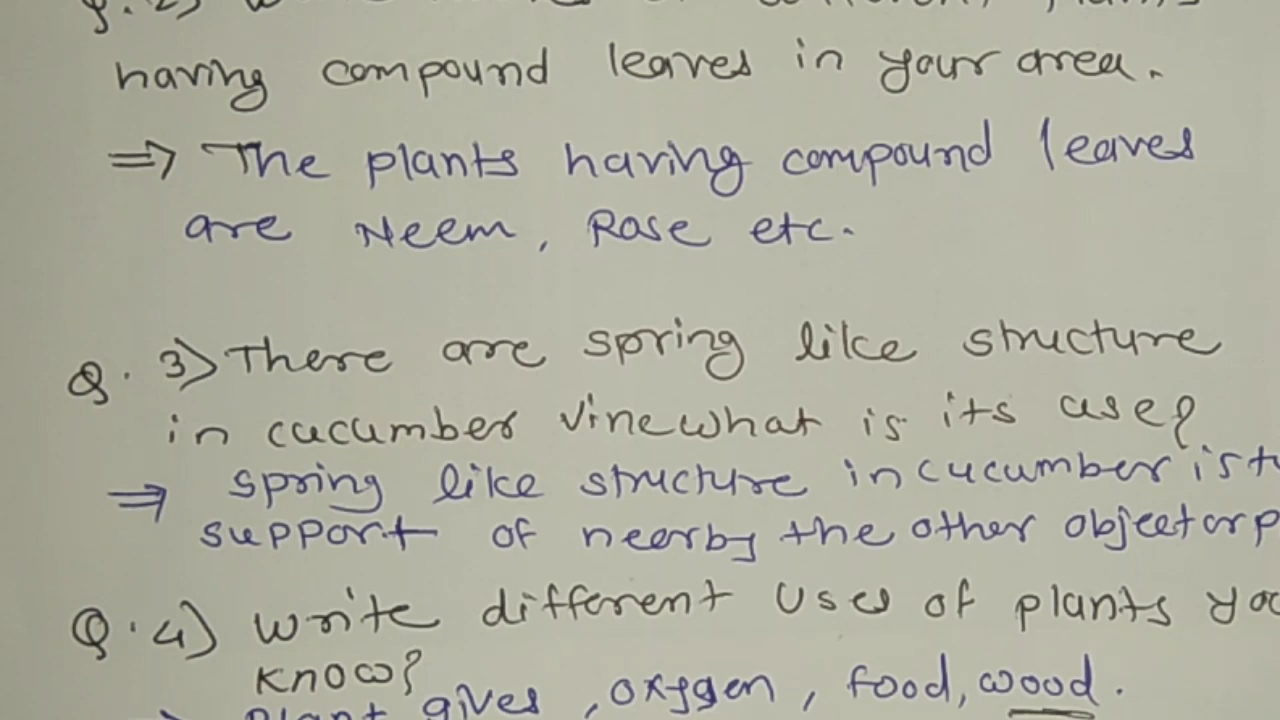 having compound leaves in your area.
⇒ The plants having compound leaves
are Neem, Rose etc.
Q. 3) There are spring like structure
in cucumber vine what is its use?
⇒ spring like structure in cucumber is
support of neerby the other object or
Q. 4) write different uses of plants
know?
Plant gives , oxygen , food, wood.